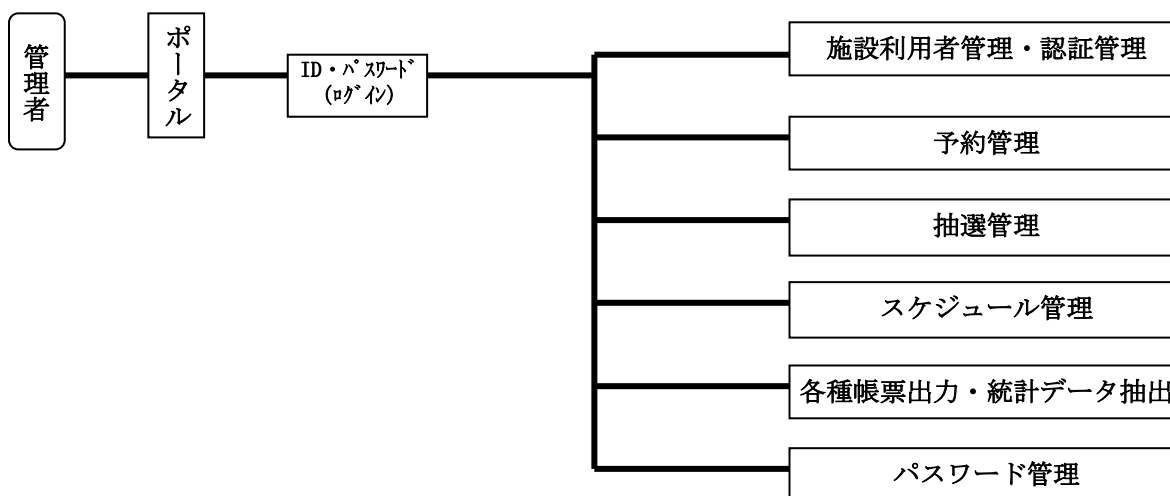 管理者
ポータル
ID・ﾊﾟｽﾜｰﾄﾞ
(ﾛｸﾞｲﾝ)
施設利用者管理・認証管理
予約管理
抽選管理
スケジュール管理
各種帳票出力・統計データ抽出
パスワード管理